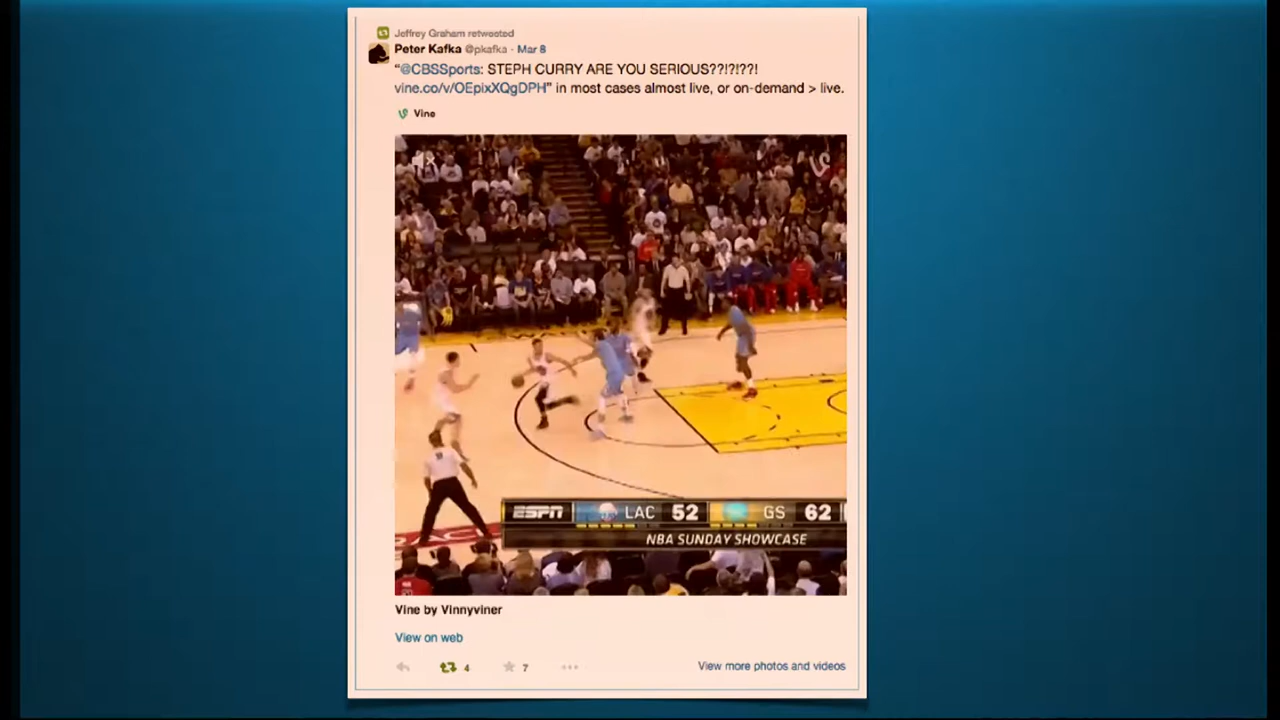 Jeffrey Graham retweeted
Peter Kafka @pkafka · Mar 8
“@CBSSports: STEPH CURRY ARE YOU SERIOUS??!?!??!
vine.co/v/OEpixXQgDPH” in most cases almost live, or on-demand > live.
Vine
ESPN LAC 52 GS 62
NBA SUNDAY SHOWCASE
Vine by Vinnyviner
View on web
4 7 View more photos and videos